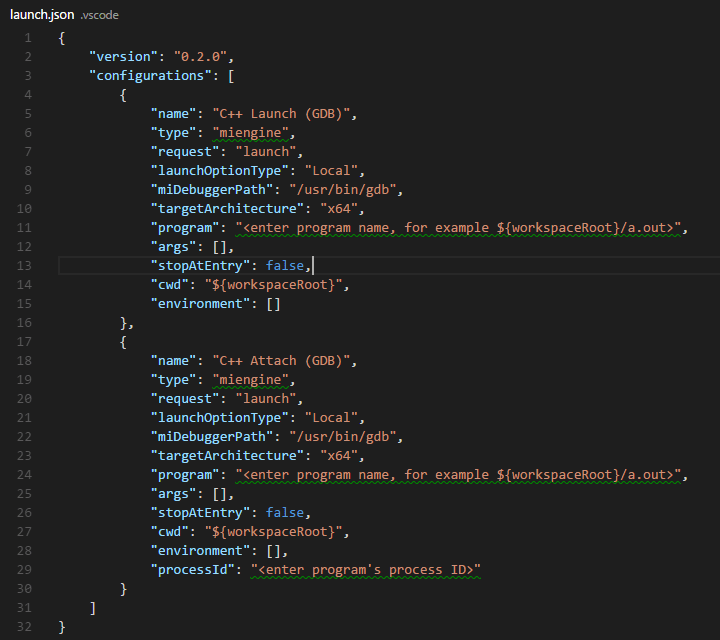 launch.json .vscode
1 {
2 "version": "0.2.0",
3 "configurations": [
4 {
5 "name": "C++ Launch (GDB)",
6 "type": "miengine",
7 "request": "launch",
8 "launchOptionType": "Local",
9 "miDebuggerPath": "/usr/bin/gdb",
10 "targetArchitecture": "x64",
11 "program": "<enter program name, for example ${workspaceRoot}/a.out>",
12 "args": [],
13 "stopAtEntry": false,
14 "cwd": "${workspaceRoot}",
15 "environment": []
16 },
17 {
18 "name": "C++ Attach (GDB)",
19 "type": "miengine",
20 "request": "launch",
21 "launchOptionType": "Local",
22 "miDebuggerPath": "/usr/bin/gdb",
23 "targetArchitecture": "x64",
24 "program": "<enter program name, for example ${workspaceRoot}/a.out>",
25 "args": [],
26 "stopAtEntry": false,
27 "cwd": "${workspaceRoot}",
28 "environment": [],
29 "processId": "<enter program's process ID>"
30 }
31 ]
32 }